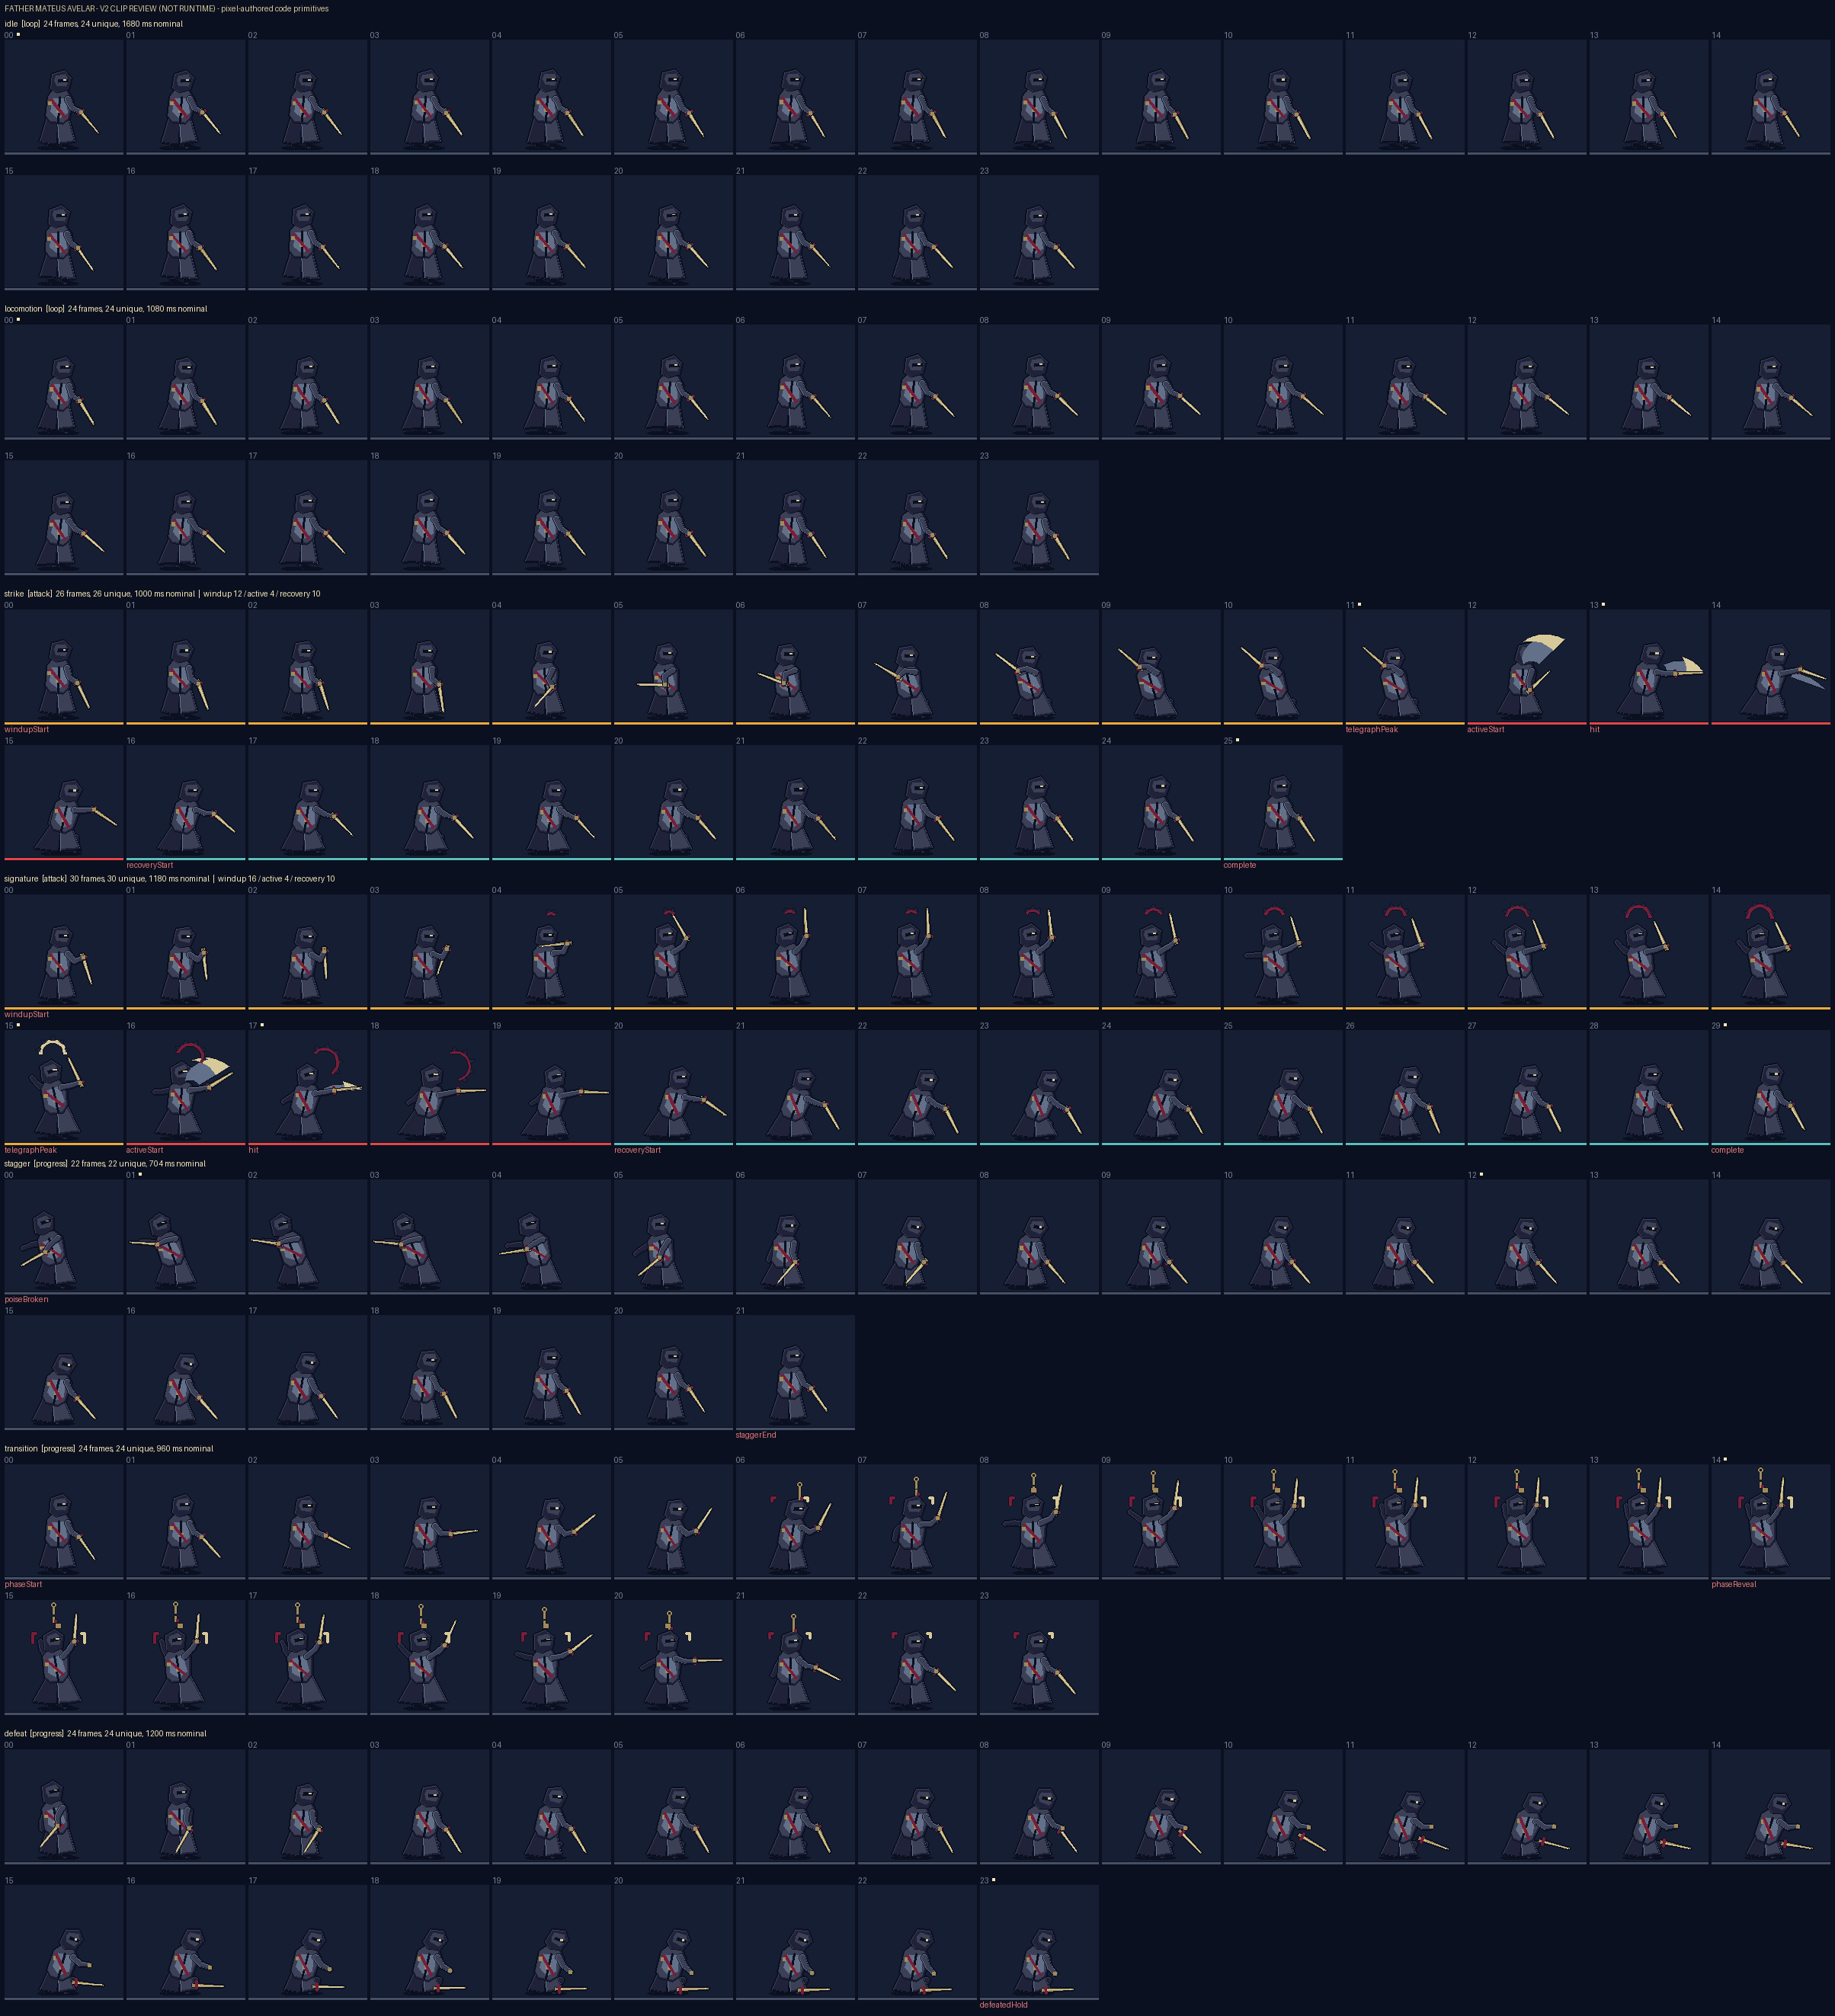 FATHER MATEUS AVELAR - V2 CLIP REVIEW (NOT RUNTIME) - pixel-authored code primitives
idle [loop] 24 frames, 24 unique, 1680 ms nominal
00 01 02 03 04 05 06 07 08 09 10 11 12 13 14
15 16 17 18 19 20 21 22 23
locomotion [loop] 24 frames, 24 unique, 1080 ms nominal
00 01 02 03 04 05 06 07 08 09 10 11 12 13 14
15 16 17 18 19 20 21 22 23
strike [attack] 26 frames, 26 unique, 1000 ms nominal | windup 12 / active 4 / recovery 10
00 01 02 03 04 05 06 07 08 09 10 11 12 13 14
windupStart telegraphPeak activeStart hit
15 16 17 18 19 20 21 22 23 24 25
recoveryStart complete
signature [attack] 30 frames, 30 unique, 1180 ms nominal | windup 16 / active 4 / recovery 10
00 01 02 03 04 05 06 07 08 09 10 11 12 13 14
windupStart
15 16 17 18 19 20 21 22 23 24 25 26 27 28 29
telegraphPeak activeStart hit recoveryStart complete
stagger [progress] 22 frames, 22 unique, 704 ms nominal
00 01 02 03 04 05 06 07 08 09 10 11 12 13 14
poiseBroken
15 16 17 18 19 20 21
staggerEnd
transition [progress] 24 frames, 24 unique, 960 ms nominal
00 01 02 03 04 05 06 07 08 09 10 11 12 13 14
phaseStart phaseReveal
15 16 17 18 19 20 21 22 23
defeat [progress] 24 frames, 24 unique, 1200 ms nominal
00 01 02 03 04 05 06 07 08 09 10 11 12 13 14
15 16 17 18 19 20 21 22 23
defeatedHold